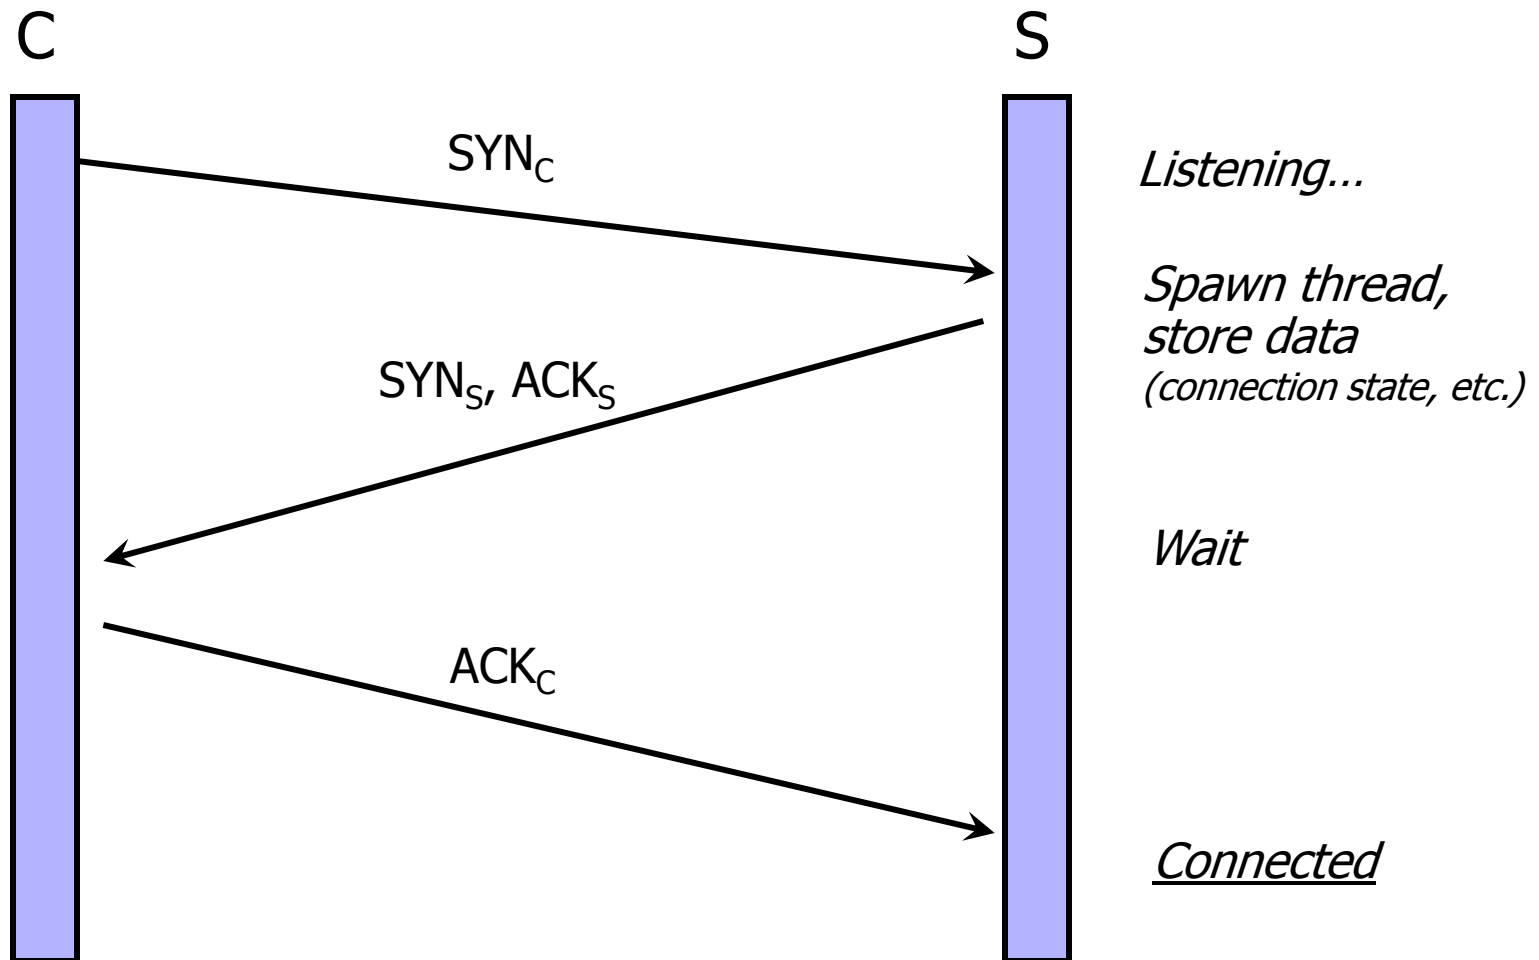 C
S
SYNC
Listening...
Spawn thread,
store data
(connection state, etc.)
SYNS, ACKS
Wait
ACKC
Connected